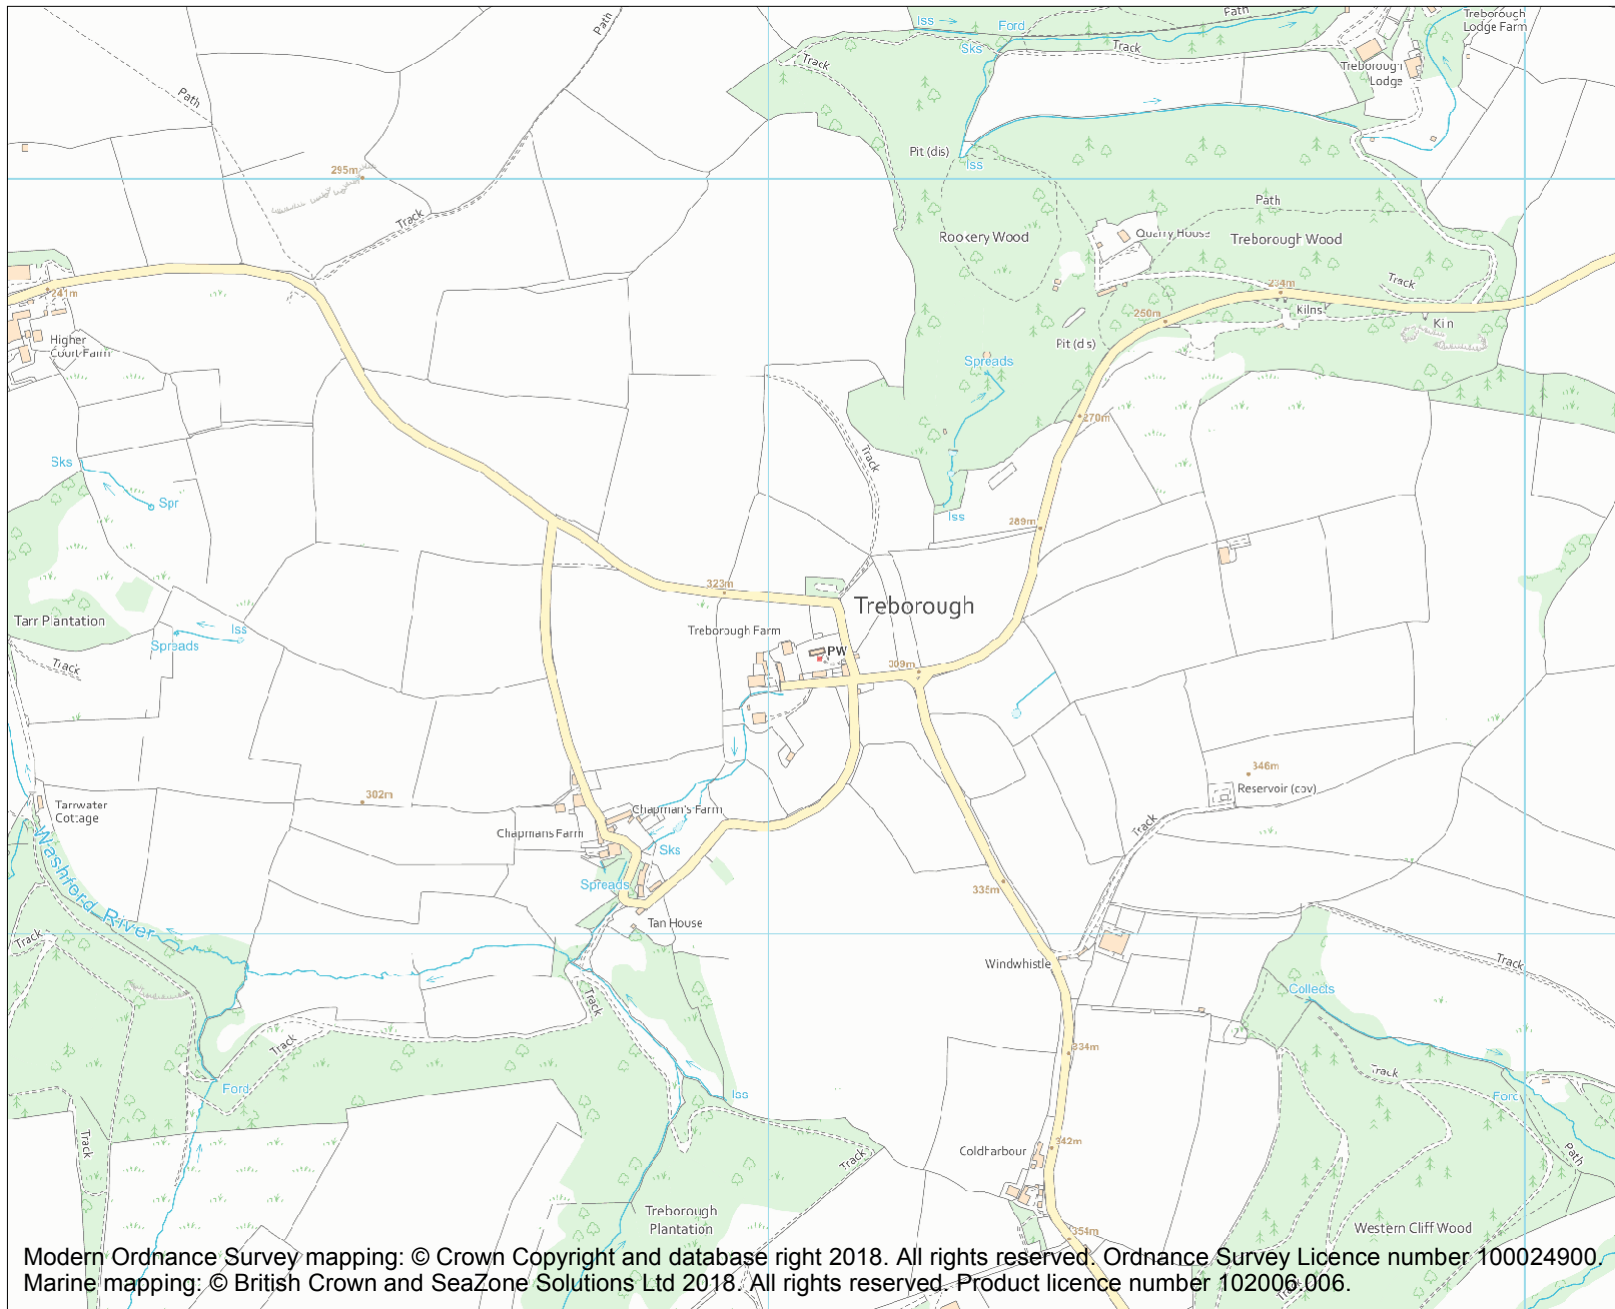 Iss
Ford
Path
Treborough
Lodge Farm
Path
Sks
Track
Track
Treborough
Lodge
Path
Pit (dis)
Iss
295m
Path
Track
Rookery Wood
Quarry House
Treborough Wood
Track
241m
234m
Kilns
250m
Higher
Court Farm
Pit (dis)
Spreads
270m
Track
Sks
Spr
Iss
289m
323m
Treborough
Tarr Plantation
Iss
Treborough Farm
Spreads
PW
309m
Track
346m
Reservoir (cov)
302m
Tarrwater
Cottage
Chapman's Farm
Track
Chapmans Farm
Washford River
Sks
Spreads
335m
Tan House
Track
Windwhistle
Track
Collects
Track
Track
334m
Track
Ford
Iss
Ford
Track
342m
Coldharbour
Track
Path
Treborough
Plantation
354m
Western Cliff Wood
Modern Ordnance Survey mapping: © Crown Copyright and database right 2018. All rights reserved. Ordnance Survey Licence number 100024900.
Marine mapping: © British Crown and SeaZone Solutions Ltd 2018. All rights reserved. Product licence number 102006.006.
Track